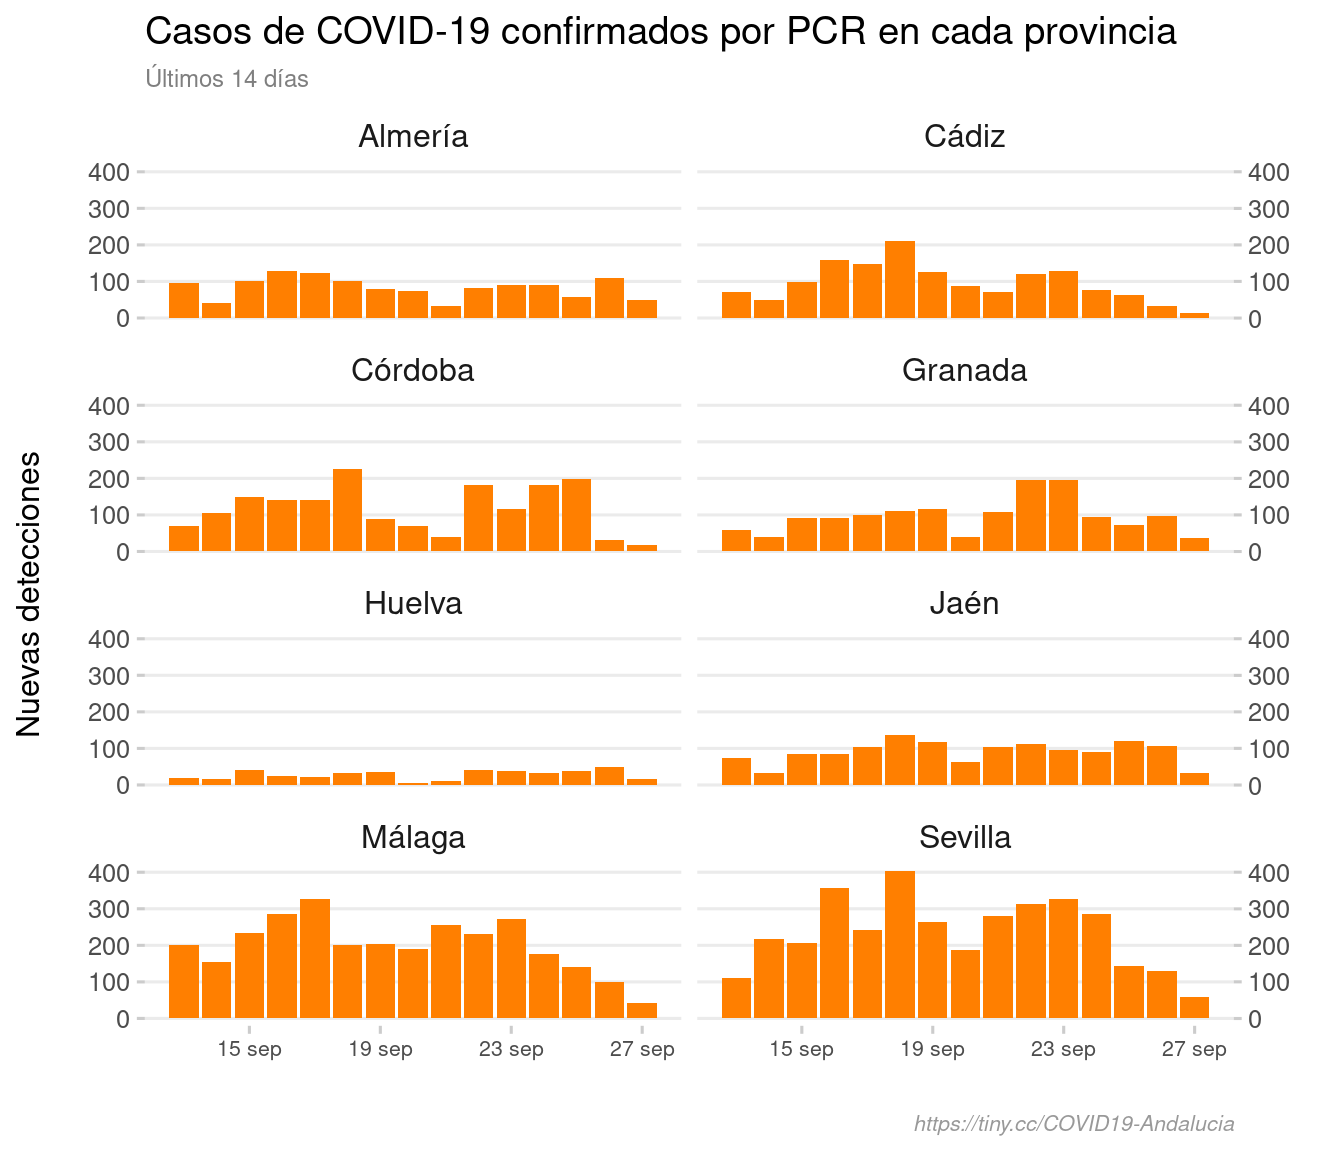 Casos de COVID-19 confirmados por PCR en cada provincia
Últimos 14 días
Almería
Cádiz
400
300
200
100
0
400
300
200
100
0
Córdoba
Granada
400
300
200
100
0
400
300
200
100
0
Nuevas detecciones
Huelva
Jaén
400
300
200
100
0
400
300
200
100
0
Málaga
Sevilla
400
300
200
100
0
400
300
200
100
0
15 sep 19 sep 23 sep 27 sep
15 sep 19 sep 23 sep 27 sep
https://tiny.cc/COVID19-Andalucia